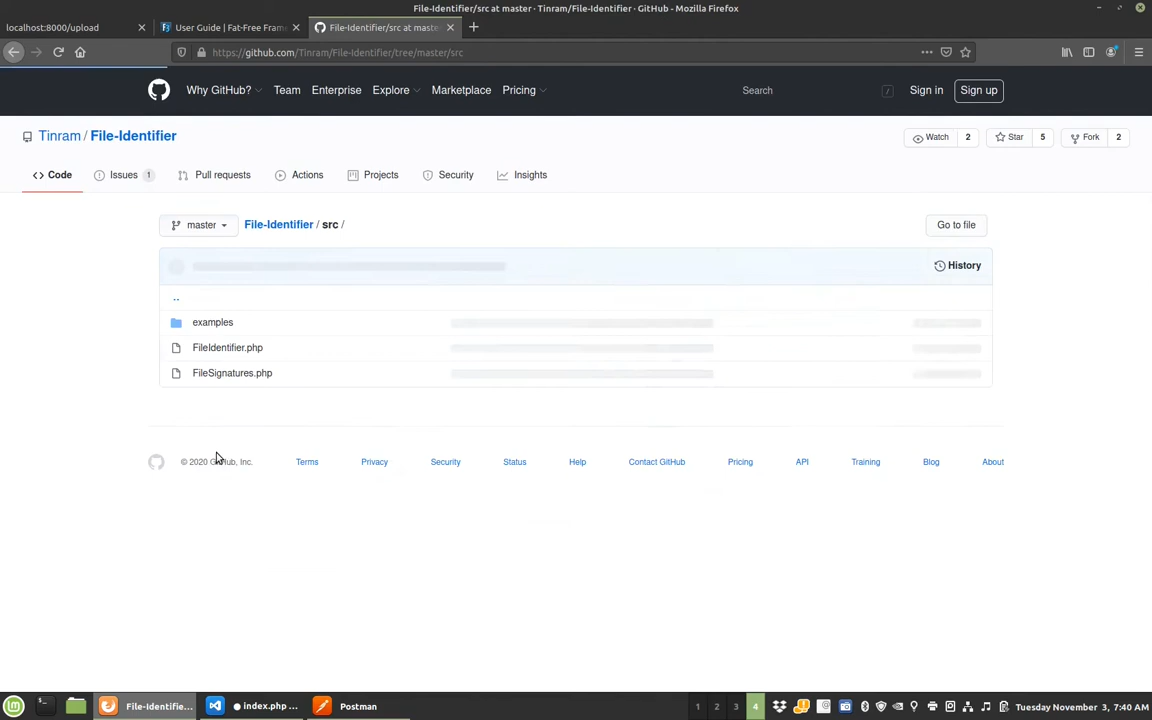 File-Identifier/src at master · Tinram/File-Identifier · GitHub - Mozilla Firefox
localhost:8000/upload
User Guide | Fat-Free Fram
File-Identifier/src at maste
https://github.com/Tinram/File-Identifier/tree/master/src
Why GitHub? Team Enterprise Explore Marketplace Pricing Search / Sign in Sign up
Tinram / File-Identifier
Watch 2 Star 5 Fork 2
Code Issues 1 Pull requests Actions Projects Security Insights
master File-Identifier / src / Go to file
History
..
examples
FileIdentifier.php
FileSignatures.php
© 2020 GitHub, Inc. Terms Privacy Security Status Help Contact GitHub Pricing API Training Blog About
File-Identifie... ● index.php ... Postman 1 2 3 4 Tuesday November 3, 7:40 AM